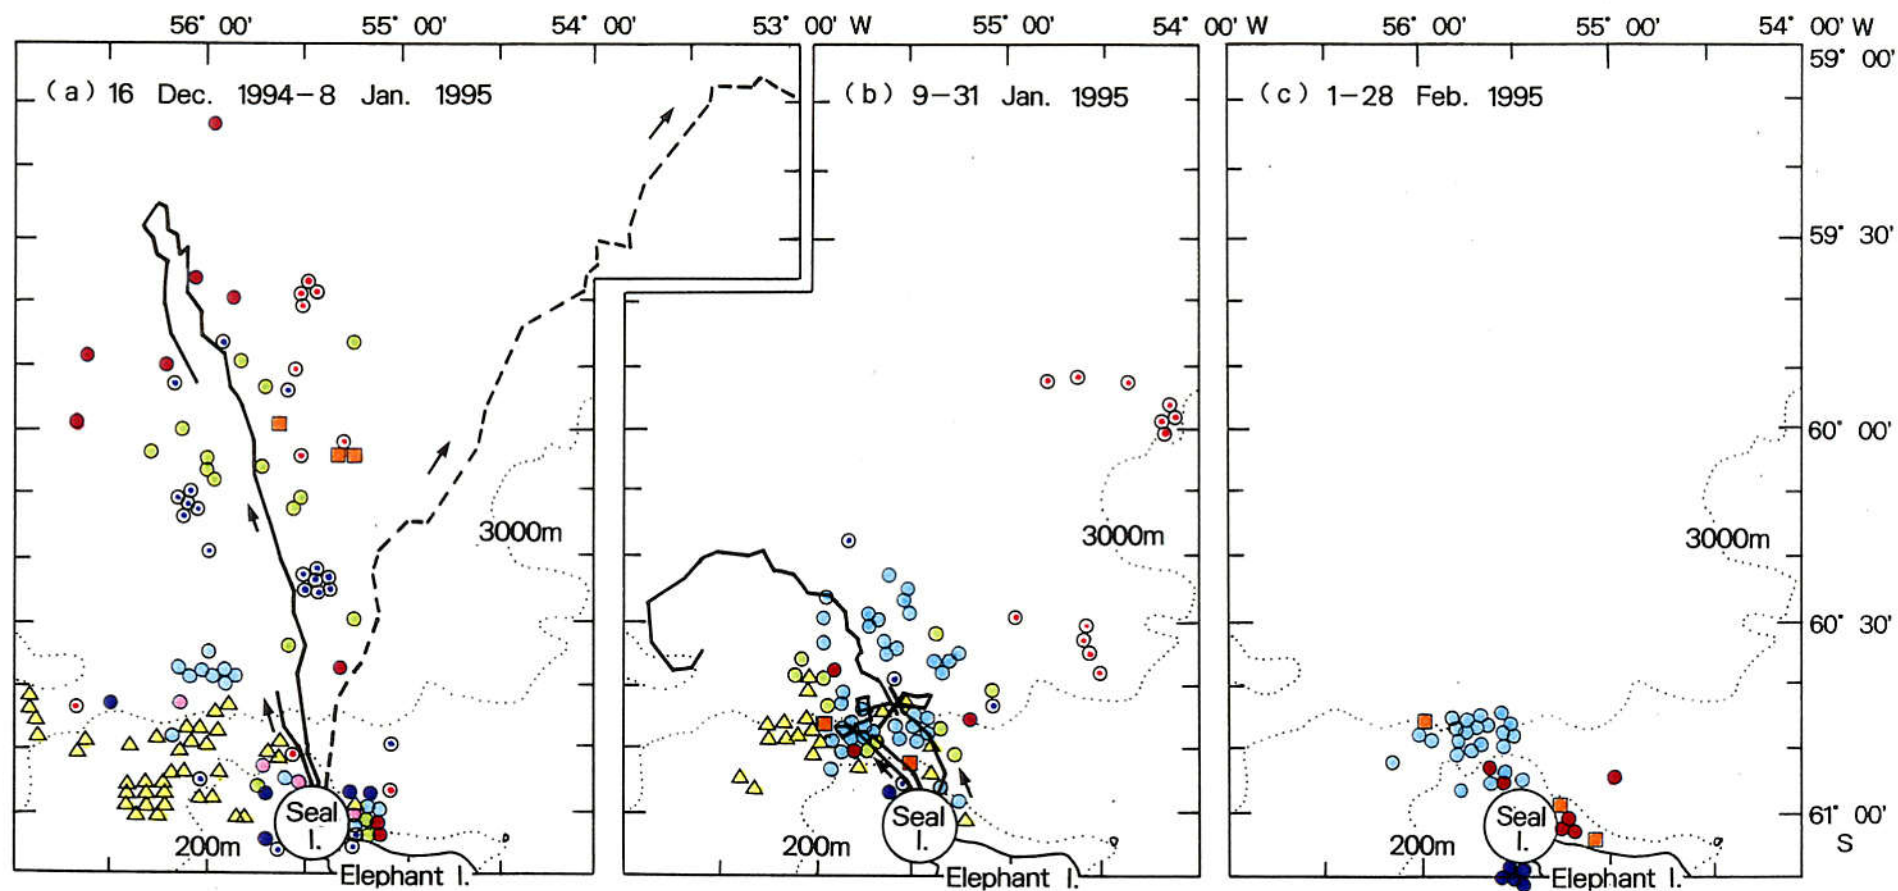 56° 00' 55° 00' 54° 00' 53° 00' W 55° 00' 54° 00' W 56° 00' 55° 00' 54° 00' W
59° 00'
(a) 16 Dec. 1994-8 Jan. 1995
(b) 9-31 Jan. 1995
(c) 1-28 Feb. 1995
59° 30'
60° 00'
3000m
3000m
3000m
60° 30'
Seal
I.
200m
Elephant I.
Seal
I.
200m
Elephant I.
Seal
I.
200m
Elephant I.
61° 00'
S